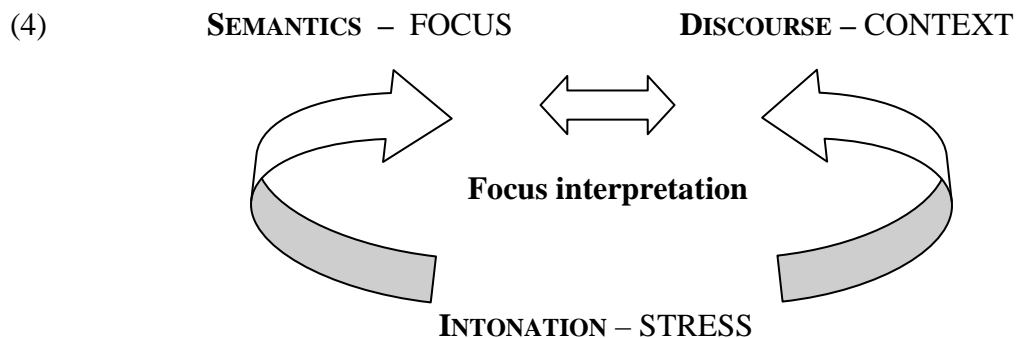 (4) SEMANTICS – FOCUS DISCOURSE – CONTEXT
Focus interpretation
INTONATION – STRESS